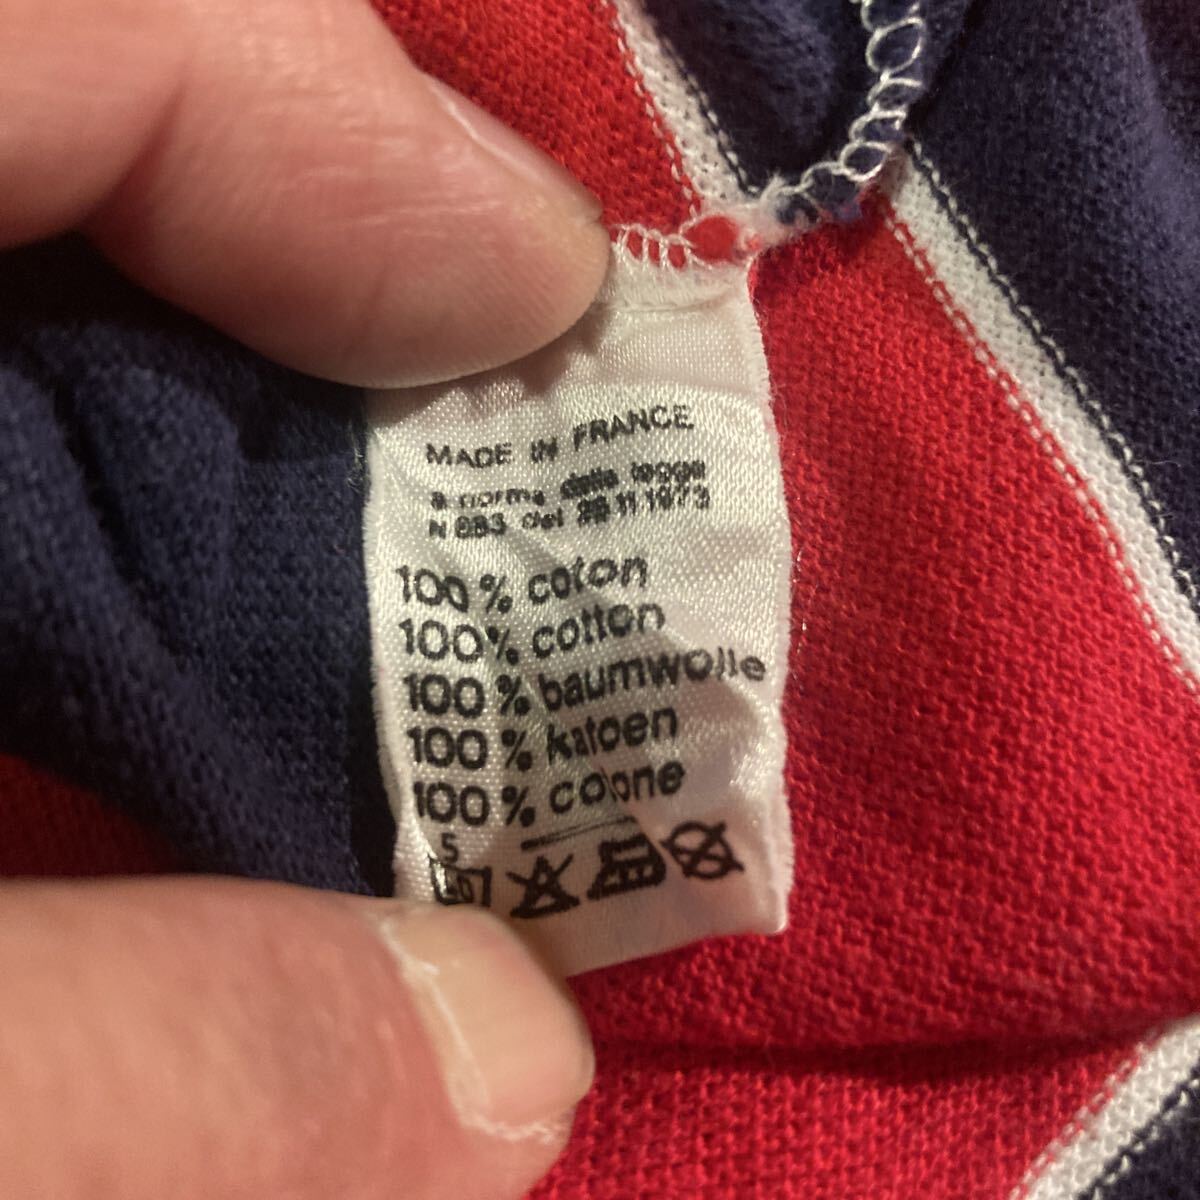 MADE IN FRANCE
a norma della legge
N 883 del 26 11 1973
100 % coton
100 % cotton
100 % baumwolle
100 % katoen
100 % cotone
5